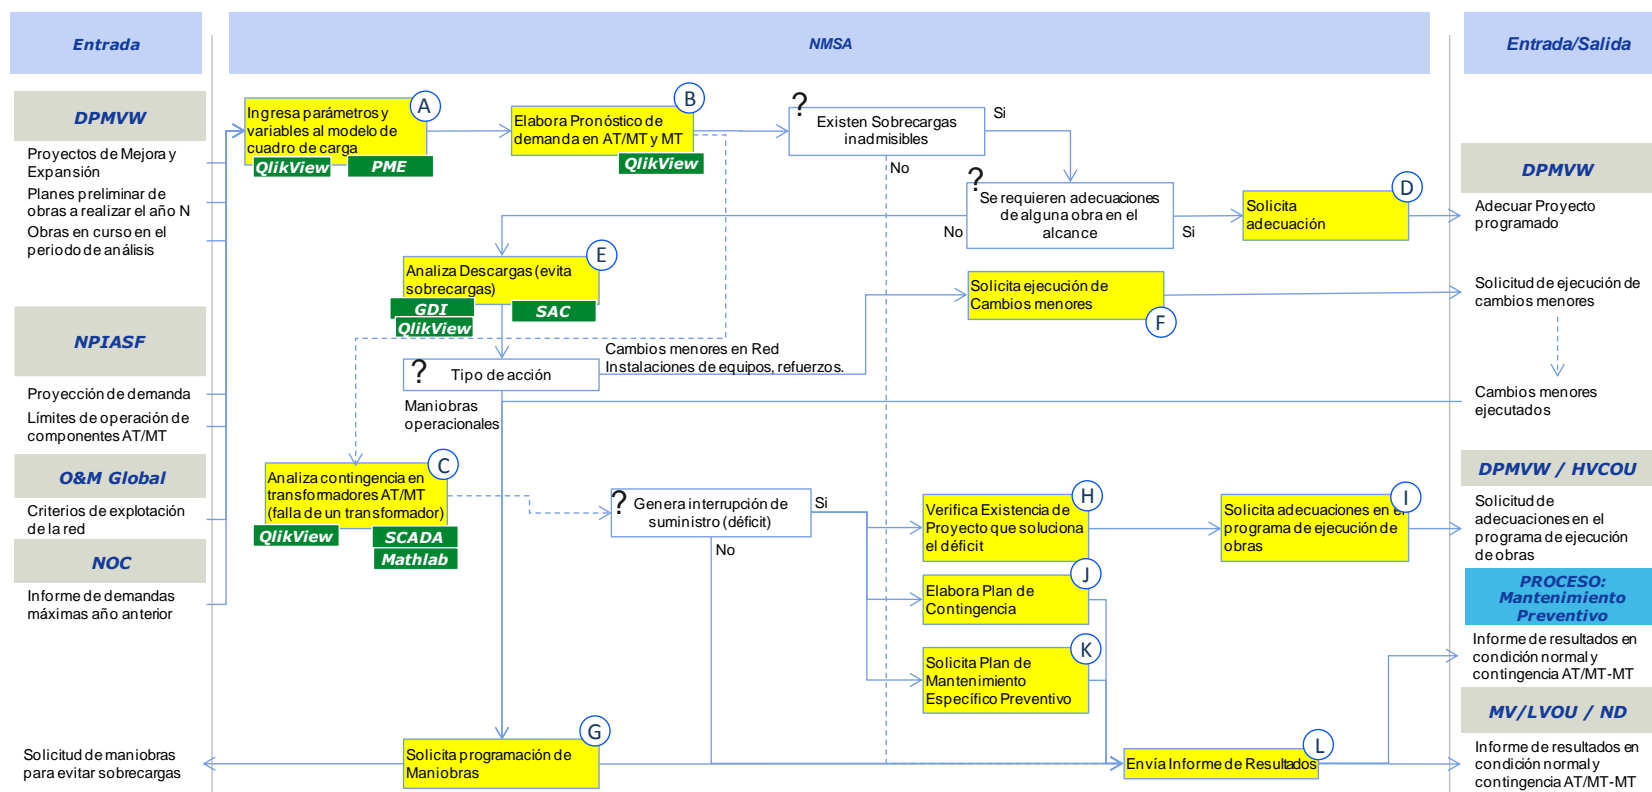 Entrada
NMSA
Entrada/Salida
DPMVW
Proyectos de Mejora y
Expansión
Planes preliminar de
obras a realizar el año N
Obras en curso en el
periodo de análisis
NPIASF
Proyección de demanda
Límites de operación de
componentes AT/MT
O&M Global
Criterios de explotación
de la red
NOC
Informe de demandas
máximas año anterior
Solicitud de maniobras
para evitar sobrecargas
A
Ingresa parámetros y
variables al modelo de
cuadro de carga
QlikView
PME
B
Elabora Pronóstico de
demanda en AT/MT y MT
QlikView
?
Existen Sobrecargas
inadmisibles
Si
No
?
Se requieren adecuaciones
de alguna obra en el
alcance
No
Si
D
Solicita
adecuación
E
Analiza Descargas (evita
sobrecargas)
GDI
QlikView
SAC
Solicita ejecución de
Cambios menores
F
?
Tipo de acción
Cambios menores en Red
Instalaciones de equipos, refuerzos.
Maniobras
operacionales
C
Analiza contingencia en
transformadores AT/MT
(falla de un transformador)
QlikView
SCADA
Mathlab
?
Genera interrupción de
suministro (déficit)
Si
No
H
Verifica Existencia de
Proyecto que soluciona
el déficit
I
Solicita adecuaciones en el
programa de ejecución de
obras
J
Elabora Plan de
Contingencia
K
Solicita Plan de
Mantenimiento
Específico Preventivo
G
Solicita programación de
Maniobras
L
Envía Informe de Resultados
DPMVW
Adecuar Proyecto
programado
Solicitud de ejecución de
cambios menores
Cambios menores
ejecutados
DPMVW / HVCOU
Solicitud de
adecuaciones en el
programa de ejecución
de obras
PROCESO:
Mantenimiento
Preventivo
Informe de resultados en
condición normal y
contingencia AT/MT-MT
MV/LVOU / ND
Informe de resultados en
condición normal y
contingencia AT/MT-MT